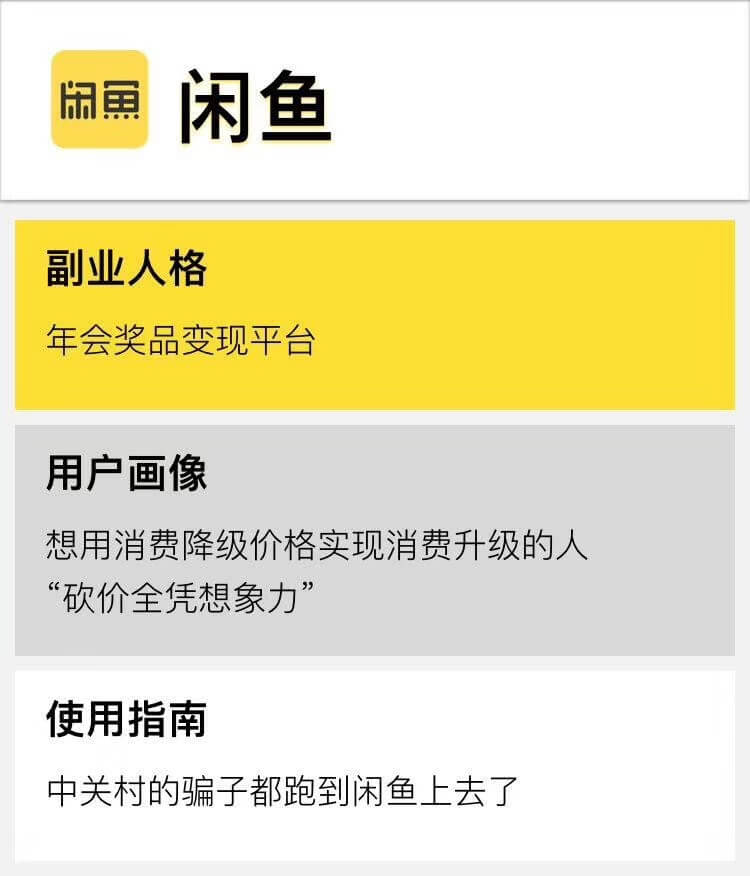 闲鱼 闲鱼
副业人格
年会奖品变现平台
用户画像
想用消费降级价格实现消费升级的人
“砍价全凭想象力”
使用指南
中关村的骗子都跑到闲鱼上去了